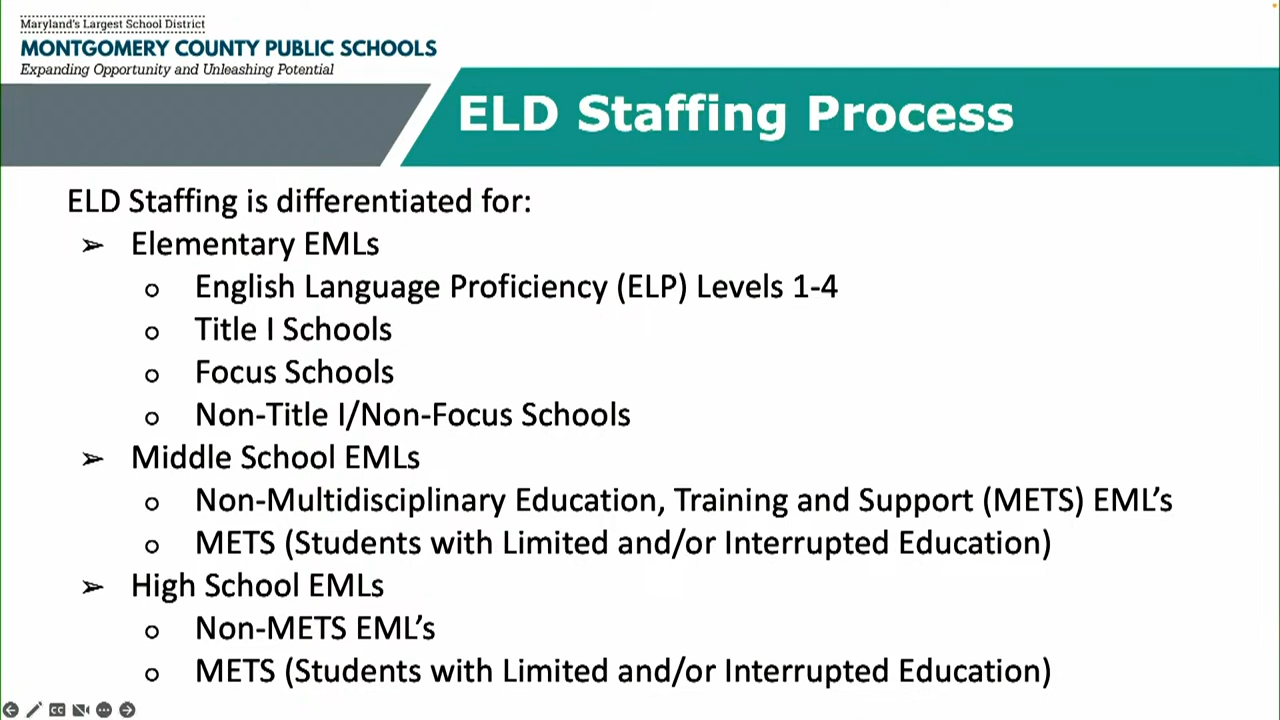 Maryland's Largest School District
MONTGOMERY COUNTY PUBLIC SCHOOLS
Expanding Opportunity and Unleashing Potential
ELD Staffing Process
ELD Staffing is differentiated for:
➢ Elementary EMLs
o English Language Proficiency (ELP) Levels 1-4
o Title I Schools
o Focus Schools
o Non-Title I/Non-Focus Schools
➢ Middle School EMLs
o Non-Multidisciplinary Education, Training and Support (METS) EML’s
o METS (Students with Limited and/or Interrupted Education)
➢ High School EMLs
o Non-METS EML’s
o METS (Students with Limited and/or Interrupted Education)
CC